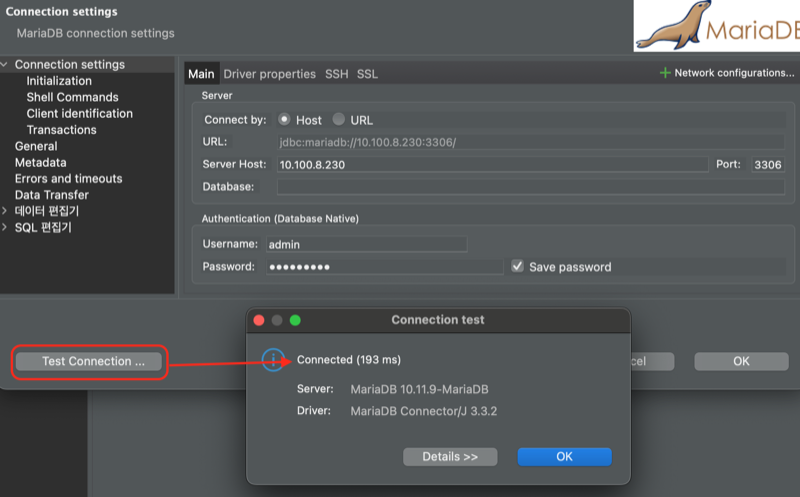 Connection settings
MariaDB connection settings
MariaDB
Connection settings
Initialization
Shell Commands
Client identification
Transactions
General
Metadata
Errors and timeouts
Data Transfer
데이터 편집기
SQL 편집기
Main Driver properties SSH SSL
Network configurations...
Server
Connect by: Host URL
URL: jdbc:mariadb://10.100.8.230:3306/
Server Host: 10.100.8.230 Port: 3306
Database:
Authentication (Database Native)
Username: admin
Password: •••••••••
Save password
Test Connection ...
cel
OK
Connection test
Connected (193 ms)
Server: MariaDB 10.11.9-MariaDB
Driver: MariaDB Connector/J 3.3.2
Details >>
OK